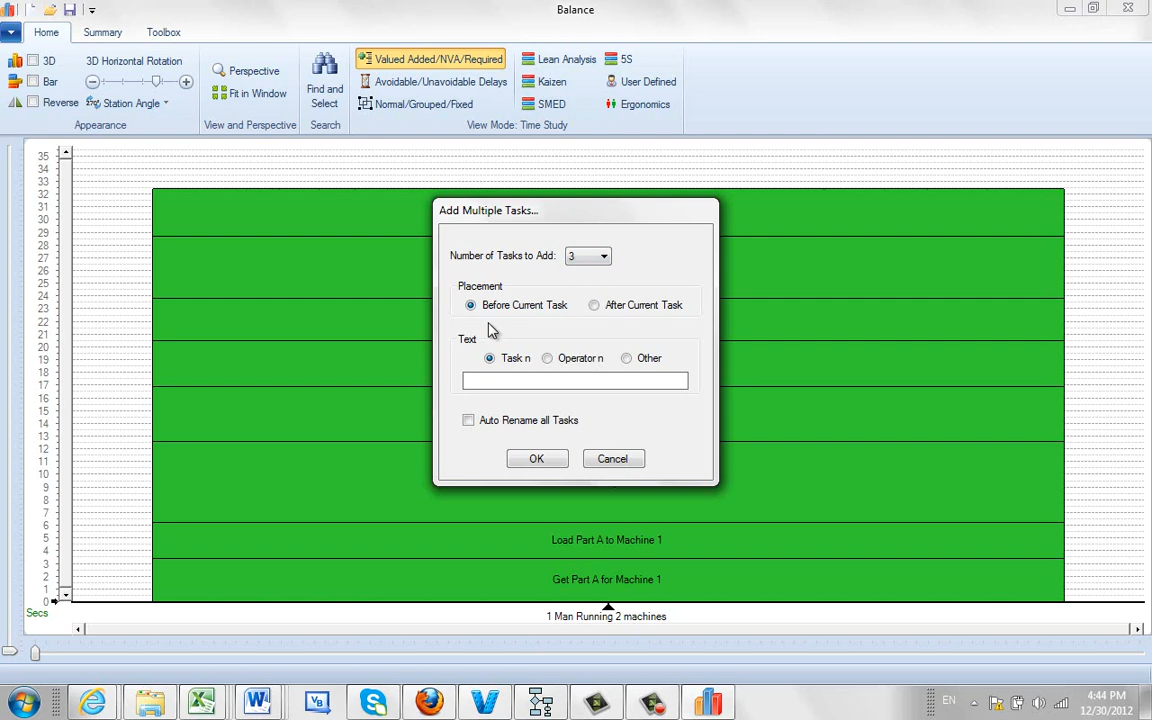 Balance
Home
Summary
Toolbox
3D
3D Horizontal Rotation
Bar
Reverse
Station Angle
Appearance
Perspective
Fit in Window
View and Perspective
Find and
Select
Search
Valued Added/NVA/Required
Avoidable/Unavoidable Delays
Normal/Grouped/Fixed
Lean Analysis
Kaizen
SMED
5S
User Defined
Ergonomics
View Mode: Time Study
35
34
33
32
31
30
29
28
27
26
25
24
23
22
21
20
19
18
17
16
15
14
13
12
11
10
9
8
7
6
5
4
3
2
1
0
Secs
Add Multiple Tasks...
Number of Tasks to Add: 3
Placement
Before Current Task
After Current Task
Text
Task n
Operator n
Other
Auto Rename all Tasks
OK
Cancel
Load Part A to Machine 1
Get Part A for Machine 1
1 Man Running 2 machines
EN
4:44 PM
12/30/2012